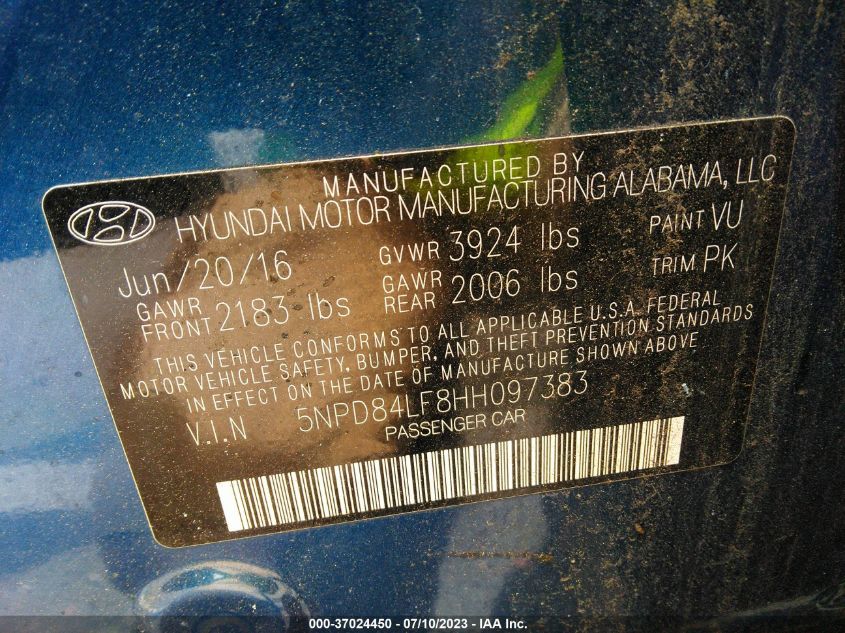 MANUFACTURED BY
HYUNDAI MOTOR MANUFACTURING ALABAMA, LLC
Jun/20/16 GVWR 3924 lbs PAINT VU
GAWR FRONT 2183 lbs GAWR REAR 2006 lbs TRIM PK
THIS VEHICLE CONFORMS TO ALL APPLICABLE U.S.A. FEDERAL
MOTOR VEHICLE SAFETY, BUMPER, AND THEFT PREVENTION STANDARDS
IN EFFECT ON THE DATE OF MANUFACTURE SHOWN ABOVE
V.I.N 5NPD84LF8HH097383
PASSENGER CAR
000-37024450 - 07/10/2023 - IAA Inc.